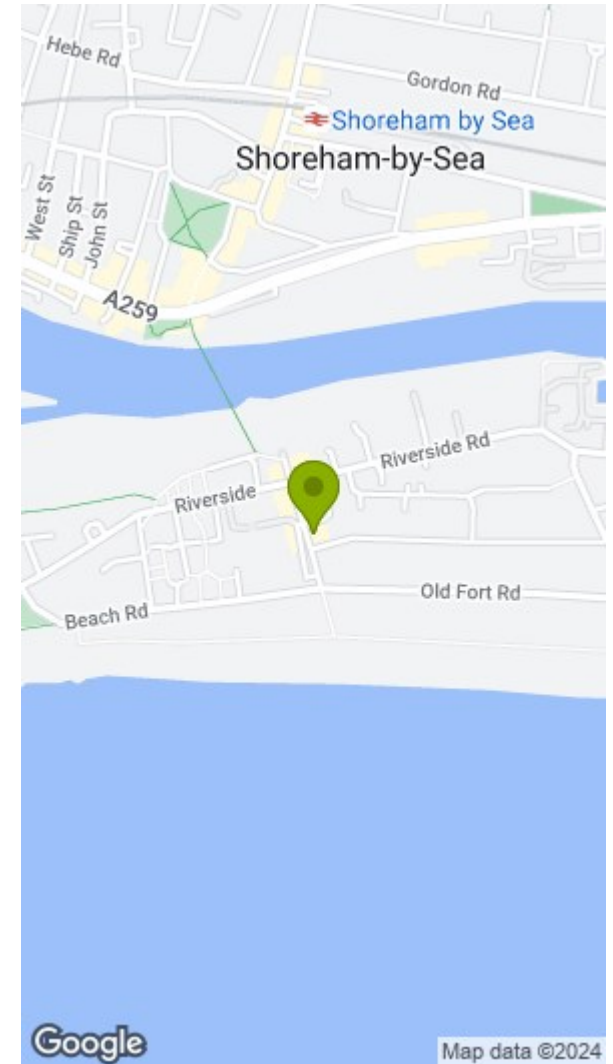 Hebe Rd
Gordon Rd
Shoreham by Sea
Shoreham-by-Sea
West St
Ship St
John St
A259
Riverside Rd
Riverside
Old Fort Rd
Beach Rd
Google
Map data ©2024